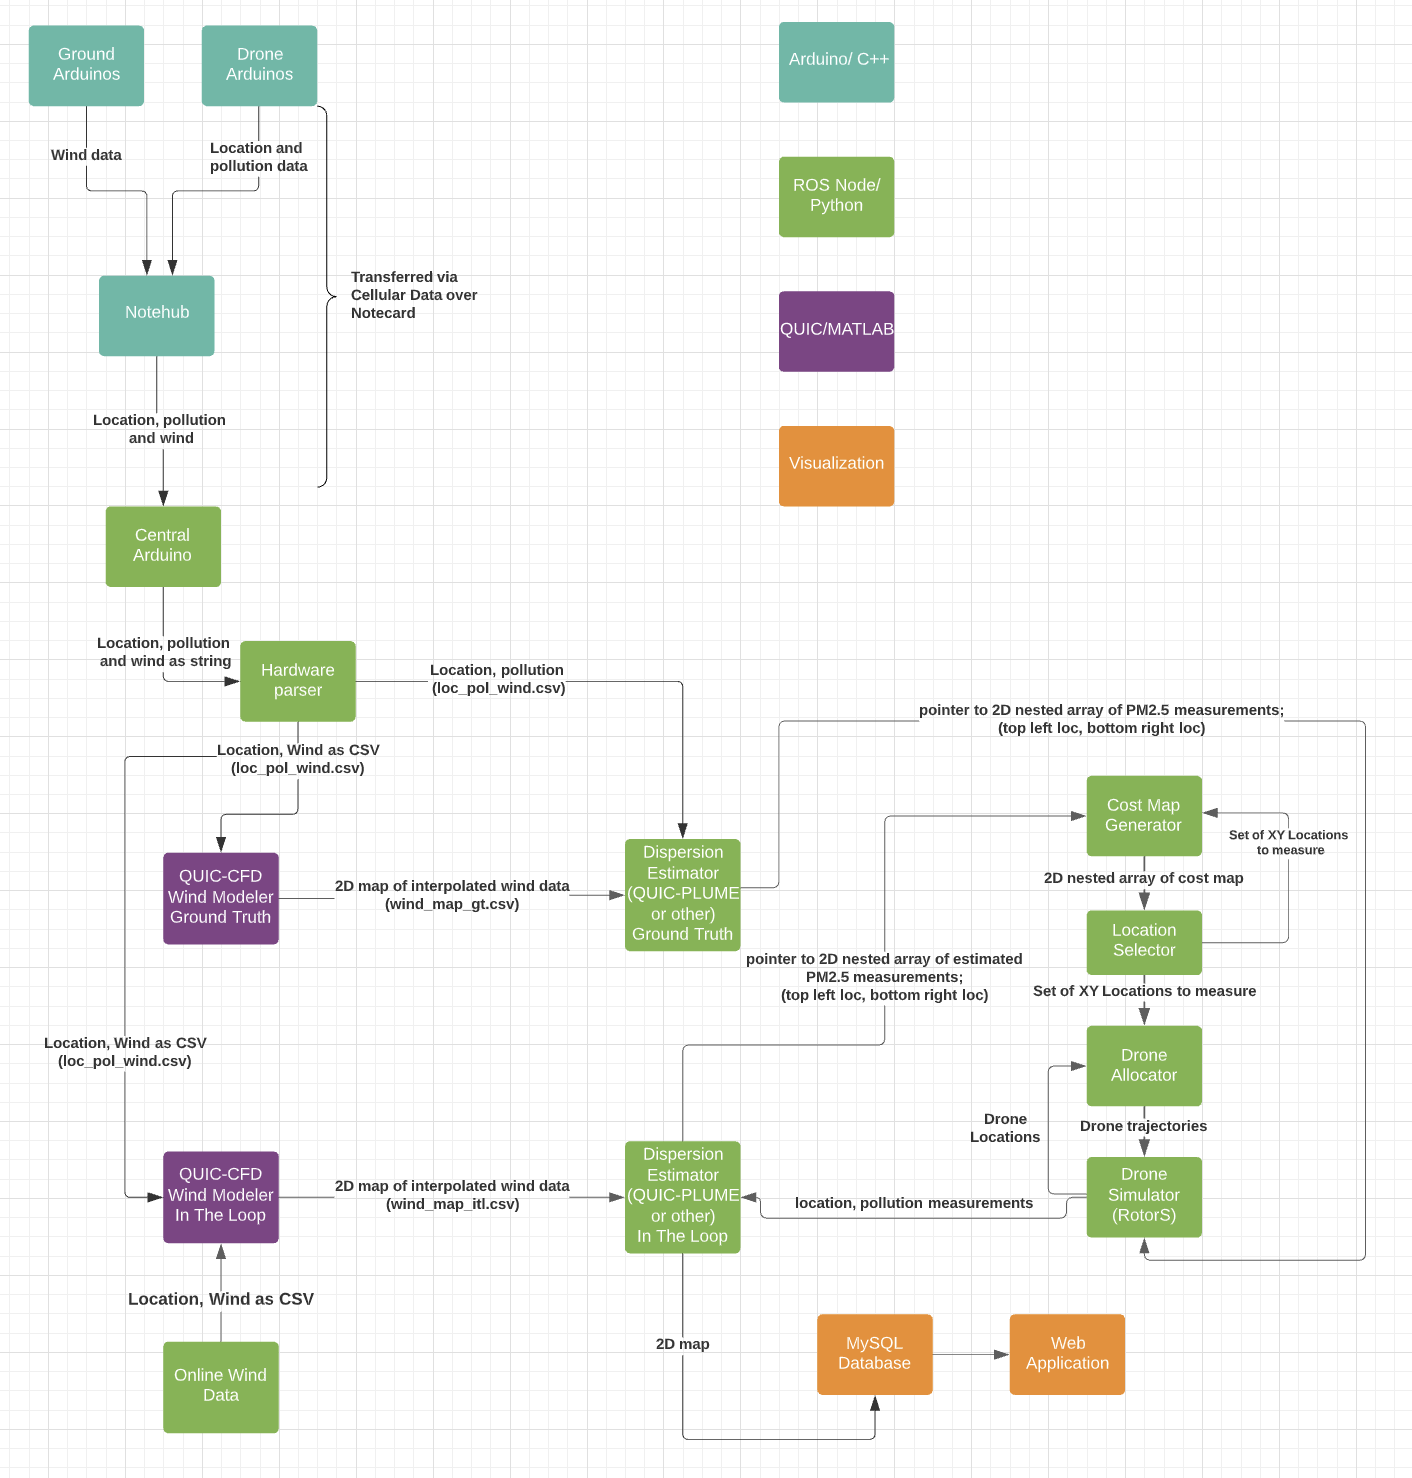 Ground
Arduinos
Drone
Arduinos
Arduino/ C++
Wind data
Location and
pollution data
ROS Node/
Python
Notehub
Transferred via
Cellular Data over
Notecard
QUIC/MATLAB
Location, pollution
and wind
Visualization
Central
Arduino
Location, pollution
and wind as string
Hardware
parser
Location, pollution
(loc_pol_wind.csv)
Location, Wind as CSV
(loc_pol_wind.csv)
pointer to 2D nested array of PM2.5 measurements;
(top left loc, bottom right loc)
Cost Map
Generator
Set of XY Locations
to measure
QUIC-CFD
Wind Modeler
Ground Truth
2D map of interpolated wind data
(wind_map_gt.csv)
Dispersion
Estimator
(QUIC-PLUME
or other)
Ground Truth
2D nested array of cost map
Location
Selector
pointer to 2D nested array of estimated
PM2.5 measurements;
(top left loc, bottom right loc)
Set of XY Locations to measure
Location, Wind as CSV
(loc_pol_wind.csv)
Drone
Allocator
Drone
Locations
Drone trajectories
QUIC-CFD
Wind Modeler
In The Loop
2D map of interpolated wind data
(wind_map_itl.csv)
Dispersion
Estimator
(QUIC-PLUME
or other)
In The Loop
location, pollution measurements
Drone
Simulator
(RotorS)
Location, Wind as CSV
Online Wind
Data
2D map
MySQL
Database
Web
Application